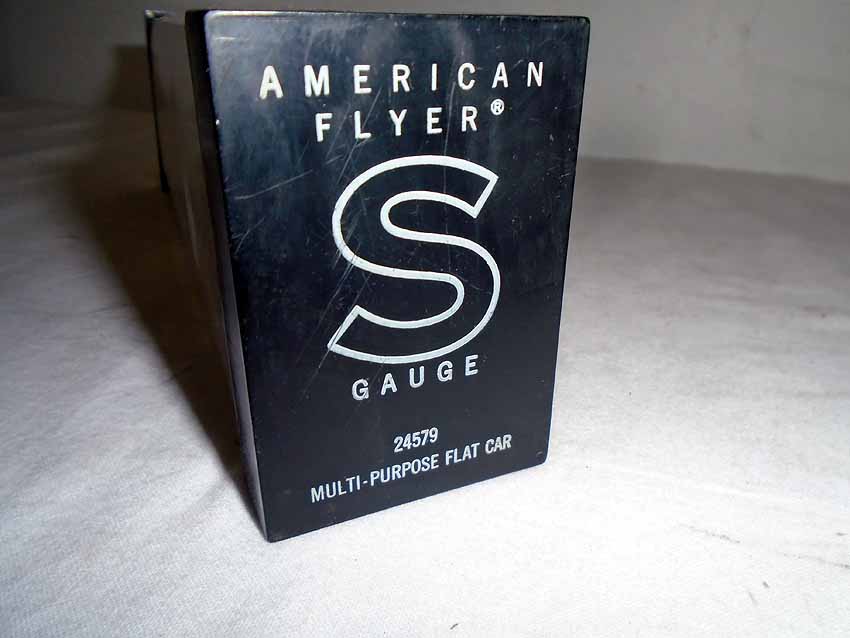 AMERICAN
FLYER®
S
GAUGE
24579
MULTI-PURPOSE FLAT CAR